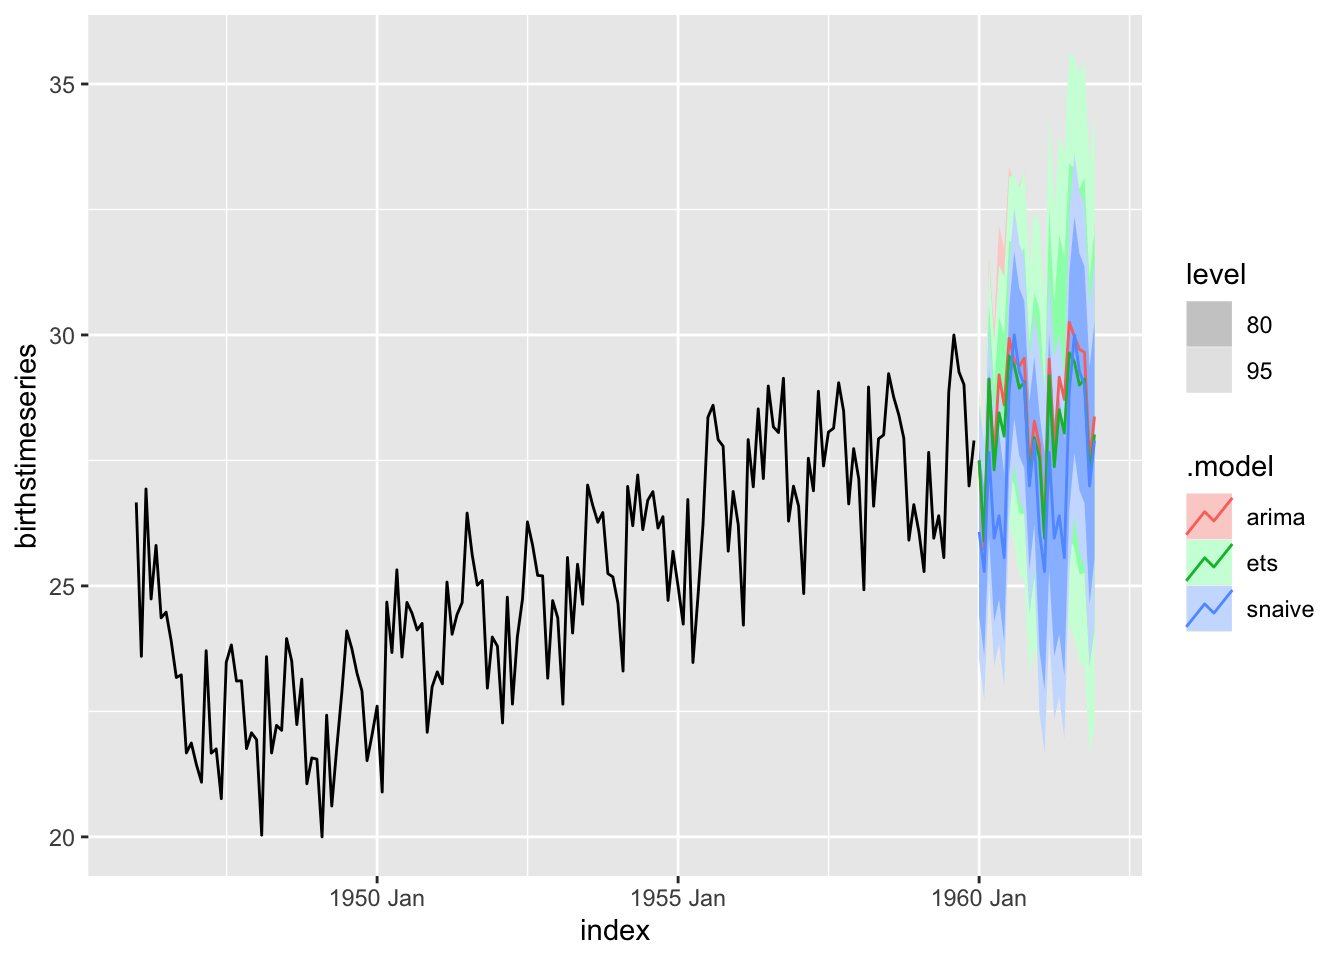 35
30
25
20
birthstimeseries
1950 Jan
1955 Jan
1960 Jan
index
level
80
95
.model
arima
ets
snaive